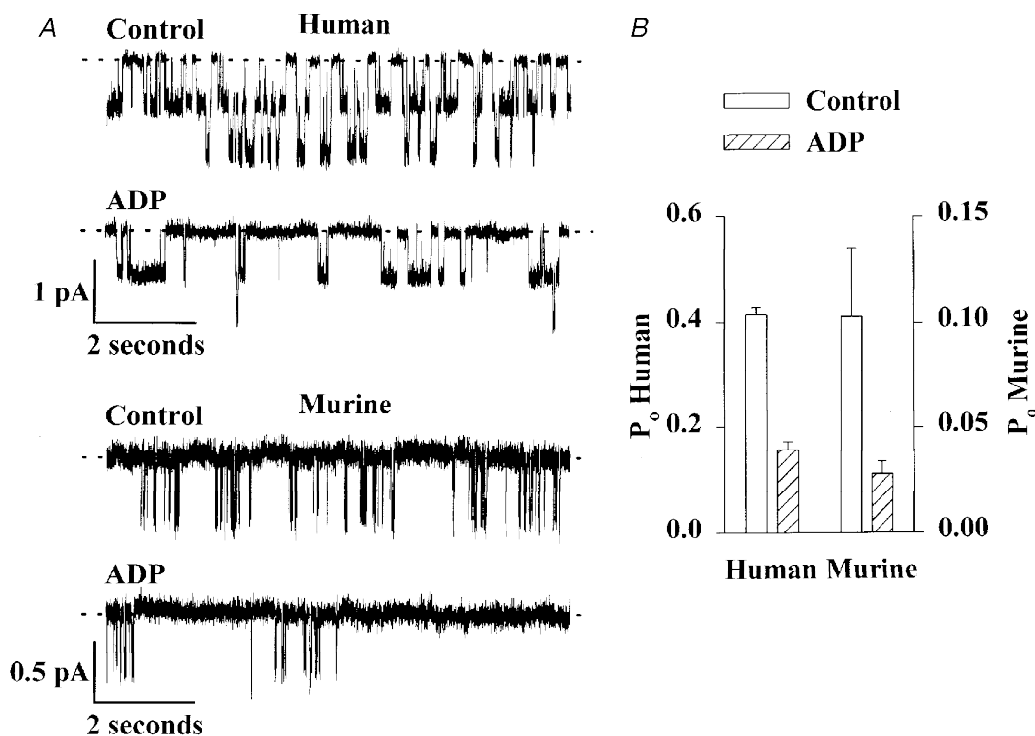 A
Control
Human
ADP
1 pA
2 seconds
Control
Murine
ADP
0.5 pA
2 seconds
B
Control
ADP
0.6
0.4
0.2
0.0
Po Human
0.15
0.10
0.05
0.00
Po Murine
Human Murine